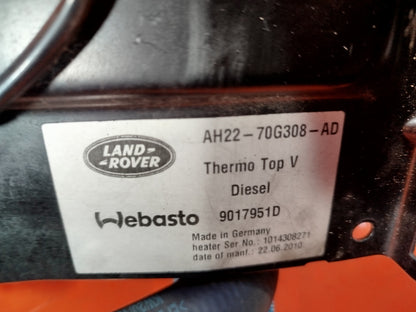 AH22-70G308-AD
LAND-
-ROVER
Thermo Top V
Diesel
Webasto 9017951D
Made in Germany
heater Ser No.: 1014308271
date of manf.: 22.06.2010